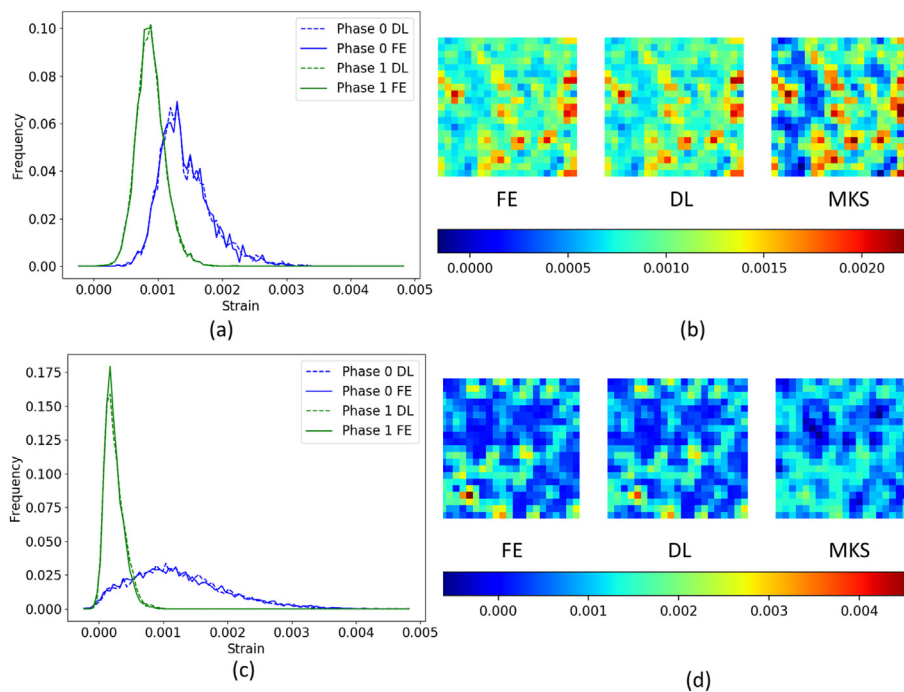 0.10
0.08
0.06
0.04
0.02
0.00
Frequency
Phase 0 DL
Phase 0 FE
Phase 1 DL
Phase 1 FE
0.000 0.001 0.002 0.003 0.004 0.005
Strain
(a)
FE DL MKS
0.0000 0.0005 0.0010 0.0015 0.0020
(b)
0.175
0.150
0.125
0.100
0.075
0.050
0.025
0.000
Frequency
Phase 0 DL
Phase 0 FE
Phase 1 DL
Phase 1 FE
0.000 0.001 0.002 0.003 0.004 0.005
Strain
(c)
FE DL MKS
0.000 0.001 0.002 0.003 0.004
(d)